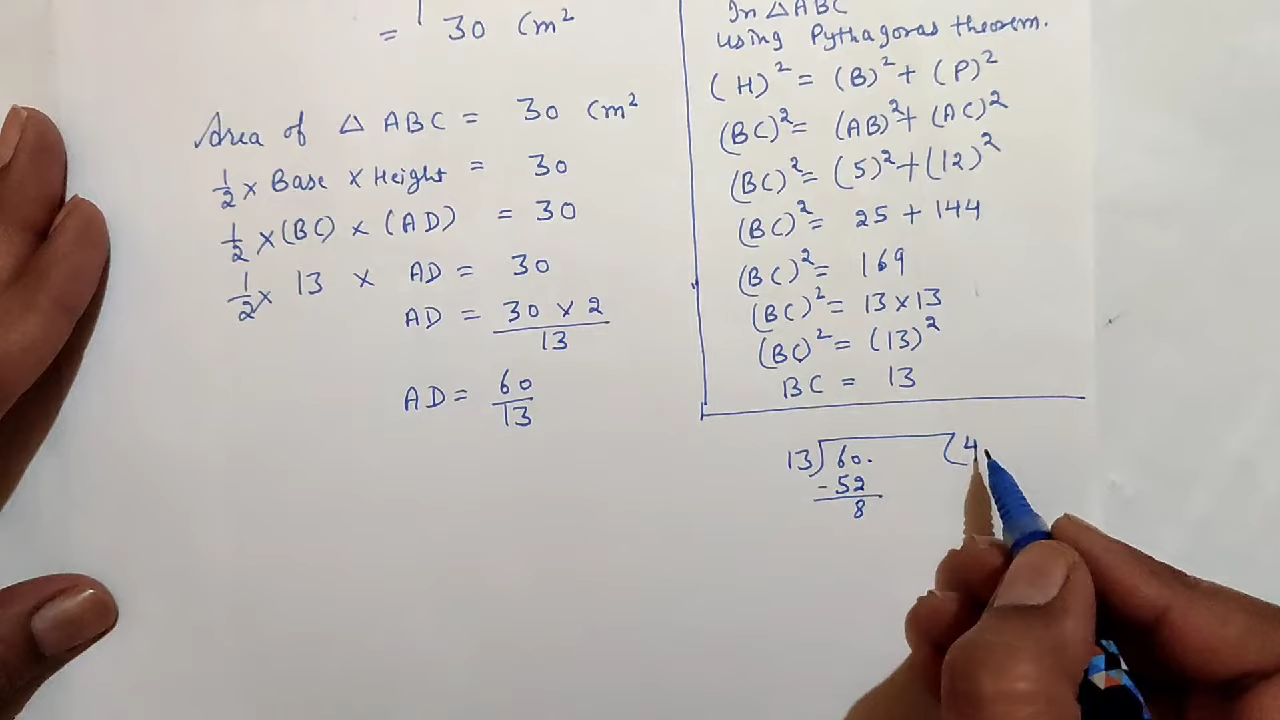 = 30 Cm²
Area of △ ABC = 30 Cm²
1/2 × Base × Height = 30
1/2 × (BC) × (AD) = 30
1/2 × 13 × AD = 30
AD = 30 × 2 / 13
AD = 60/13
In △ABC
using Pythagoras theorem.
(H)² = (B)² + (P)²
(BC)² = (AB)² + (AC)²
(BC)² = (5)² + (12)²
(BC)² = 25 + 144
(BC)² = 169
(BC)² = 13 × 13
(BC)² = (13)²
BC = 13
13) 60. (4
-52
8